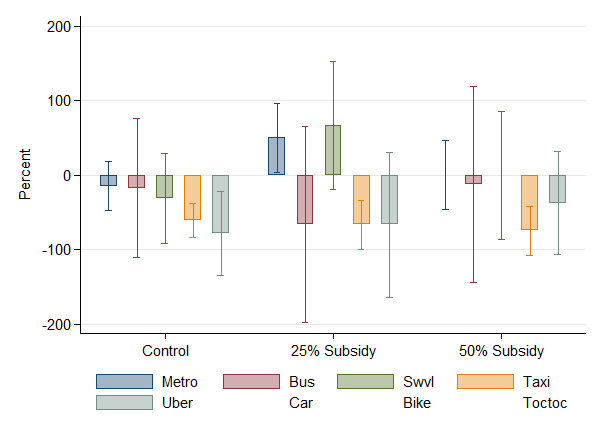 200
100
0
-100
-200
Percent
Control 25% Subsidy 50% Subsidy
Metro Bus Swvl Taxi
Uber Car Bike Toctoc